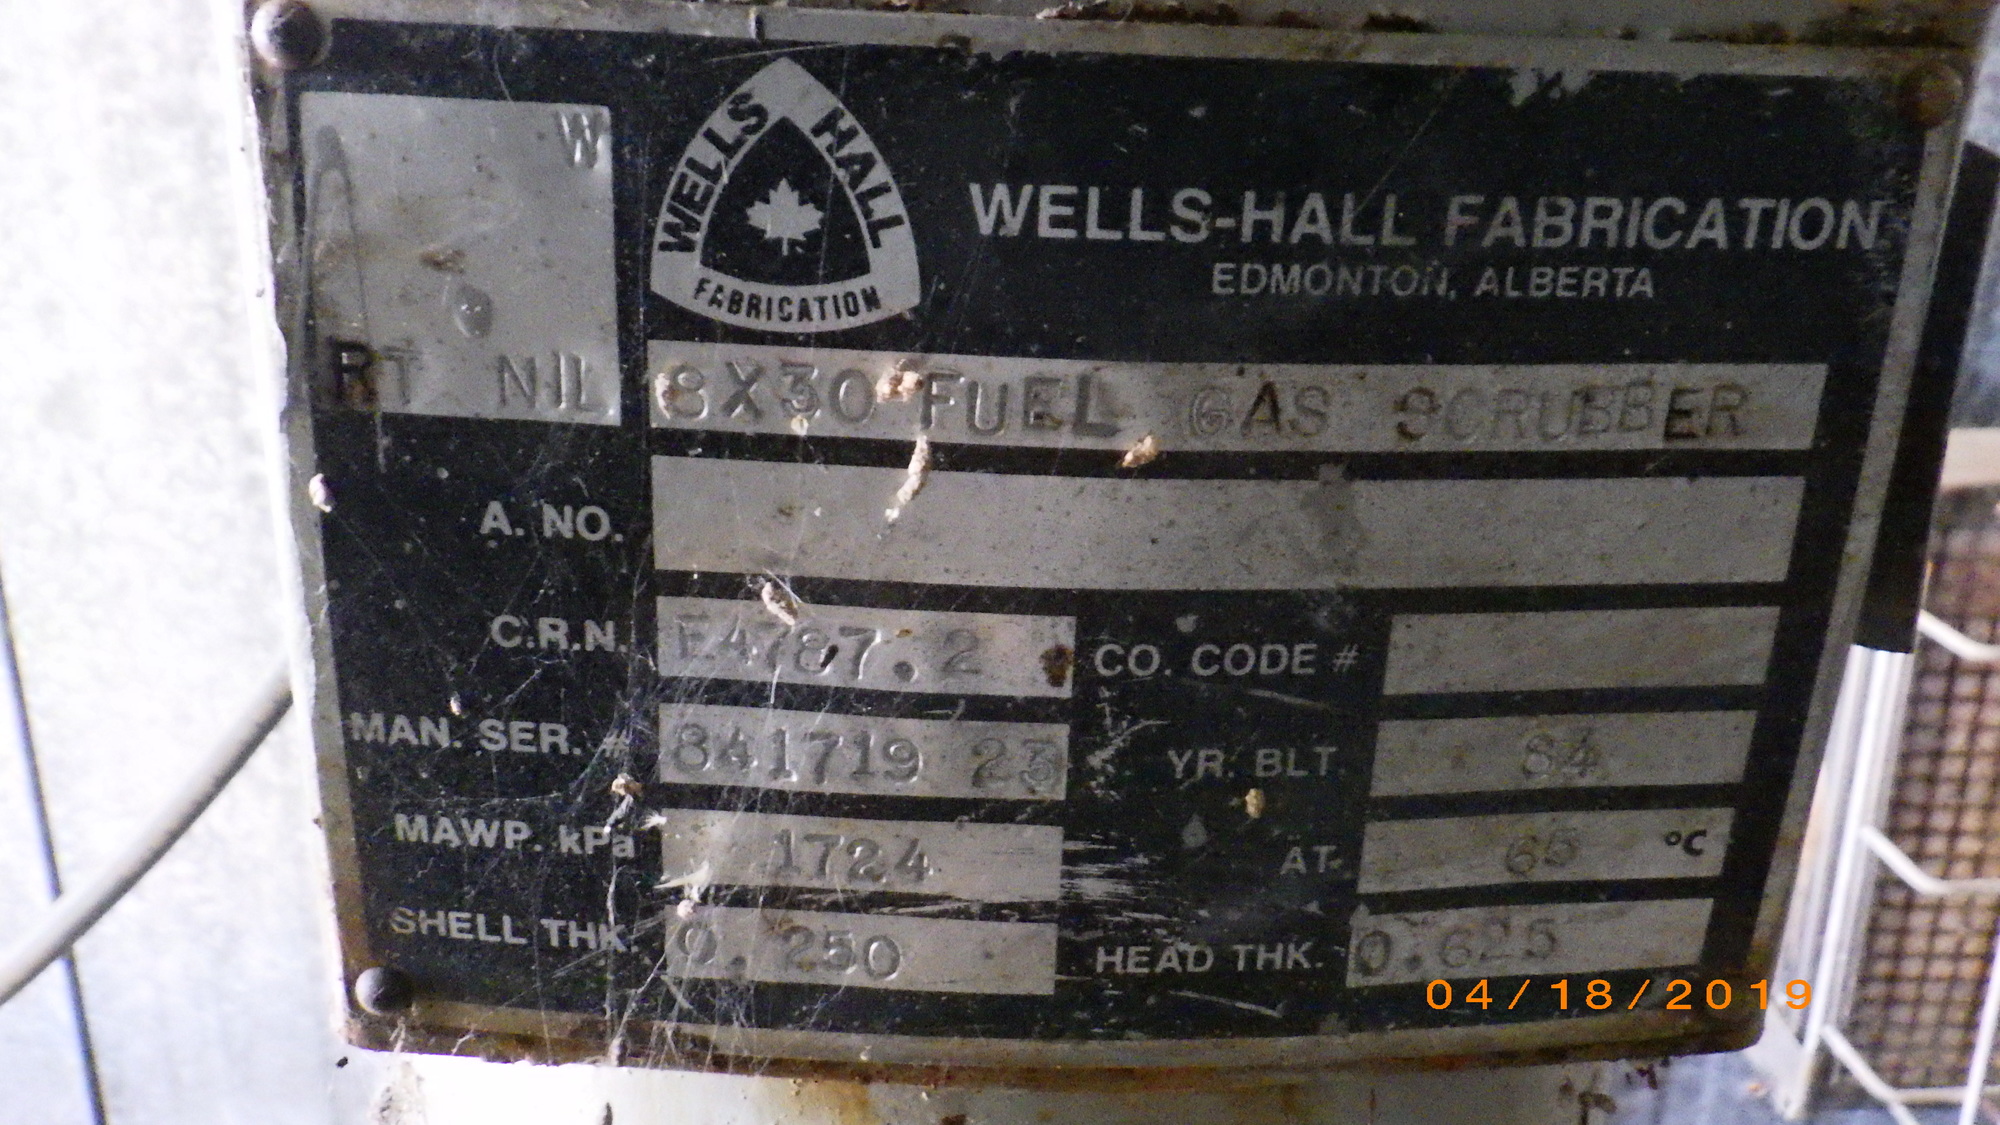 W
RT NIL
WELLS HALL
FABRICATION
WELLS-HALL FABRICATION
EDMONTON, ALBERTA
8X30 FUEL GAS SCRUBBER
A. NO.
C.R.N. E4787.2 CO. CODE #
MAN. SER. # 841719 23 YR. BLT. 84
MAWP. kPa 1724 AT. 65 °C
SHELL THK. 0.250 HEAD THK. 0.625
04/18/2019